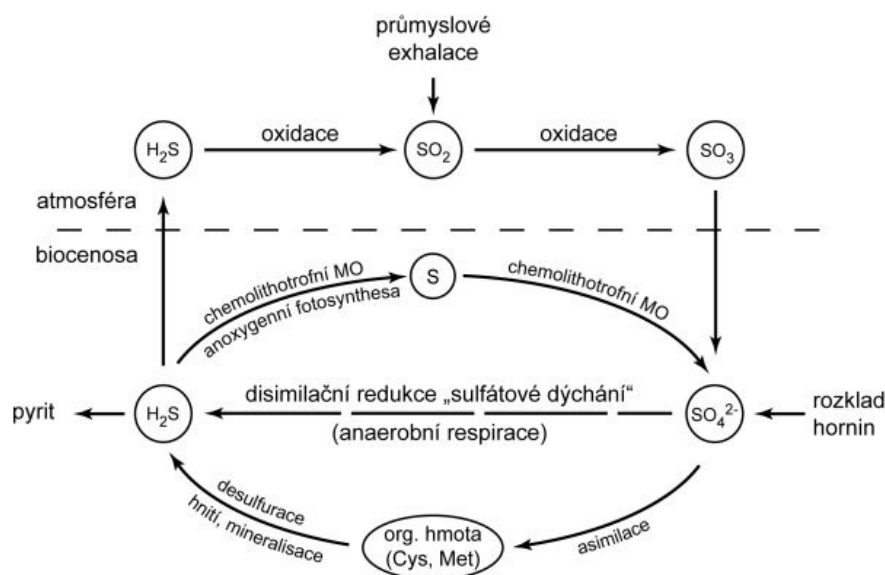 průmyslové
exhalace
H₂S
oxidace
SO₂
oxidace
SO₃
atmosféra
biocenosa
chemolithotrofní MO
anoxygenní fotosynthesa
S
chemolithotrofní MO
pyrit
H₂S
disimilační redukce „sulfátové dýchání“
(anaerobní respirace)
SO₄²⁻
rozklad
hornin
desulfurace
hnití, mineralisace
org. hmota
(Cys, Met)
asimilace